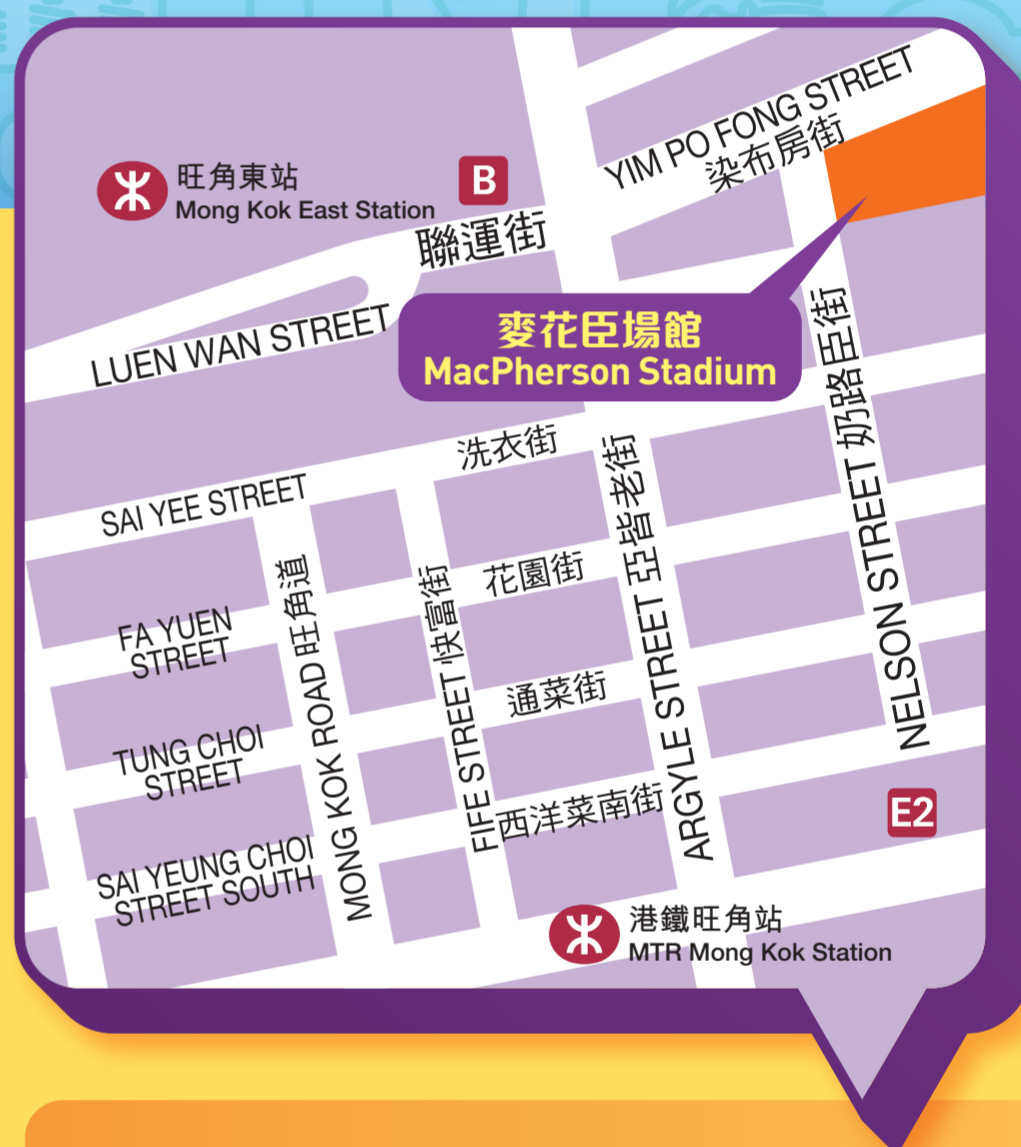 YIM PO FONG STREET
染布房街
旺角東站
Mong Kok East Station
B
聯運街
LUEN WAN STREET
麥花臣場館
MacPherson Stadium
NELSON STREET 奶路臣街
洗衣街
SAI YEE STREET
ARGYLE STREET 亞皆老街
花園街
FA YUEN
STREET
MONG KOK ROAD 旺角道
FIFE STREET 快富街
通菜街
TUNG CHOI
STREET
西洋菜南街
SAI YEUNG CHOI
STREET SOUTH
E2
港鐵旺角站
MTR Mong Kok Station